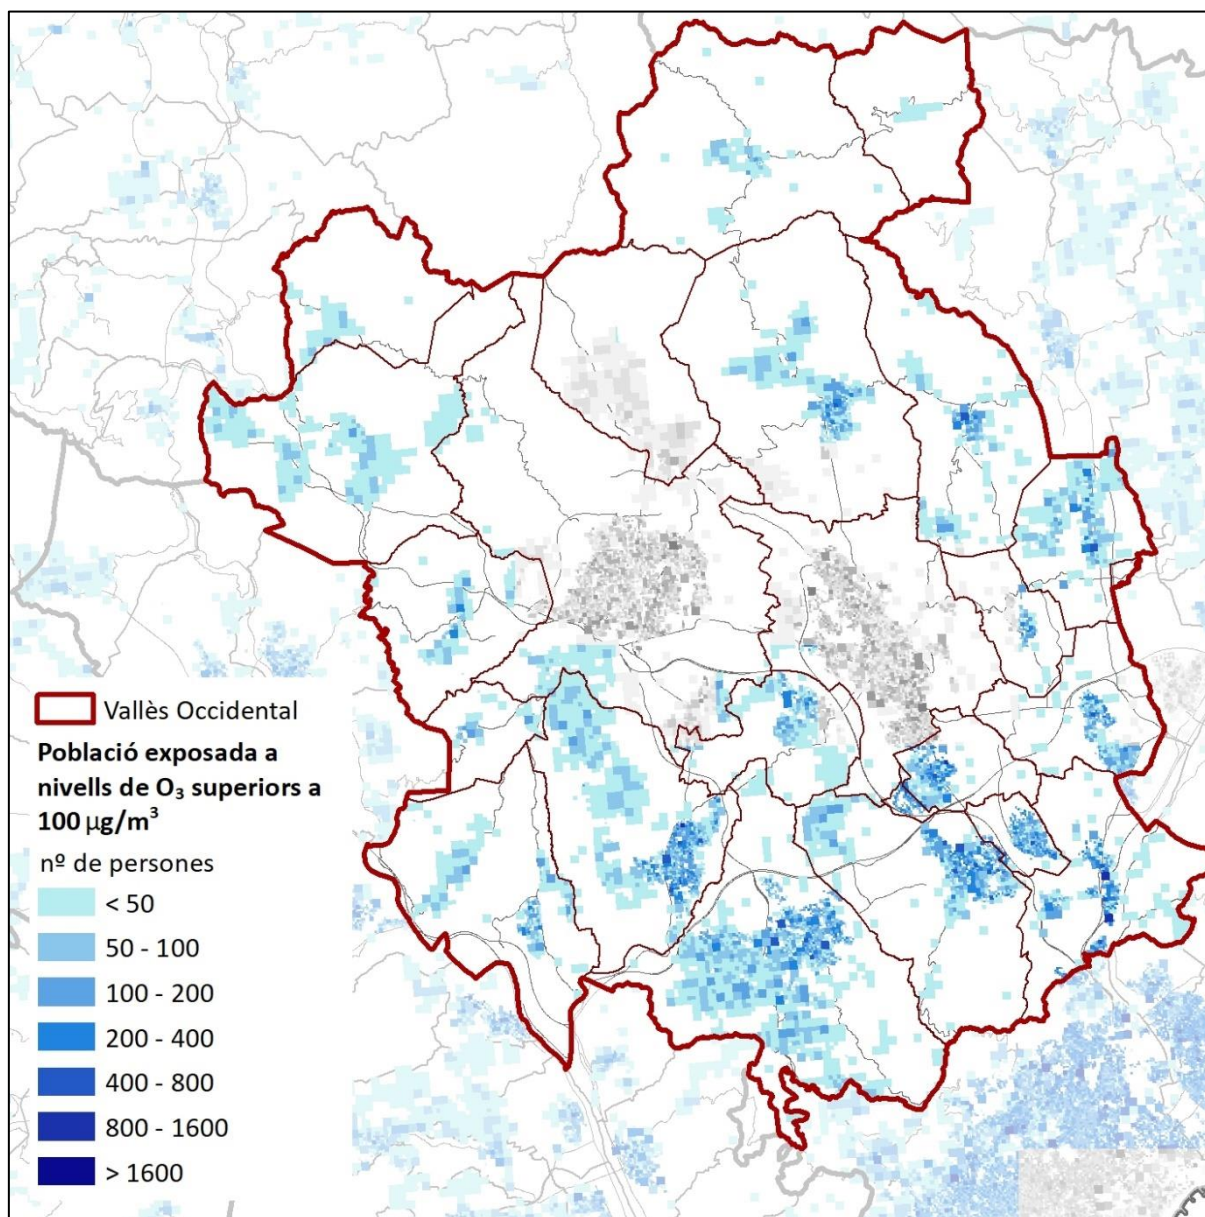 Vallès Occidental
Població exposada a
nivells de O₃ superiors a
100 µg/m³
nº de persones
< 50
50 - 100
100 - 200
200 - 400
400 - 800
800 - 1600
> 1600